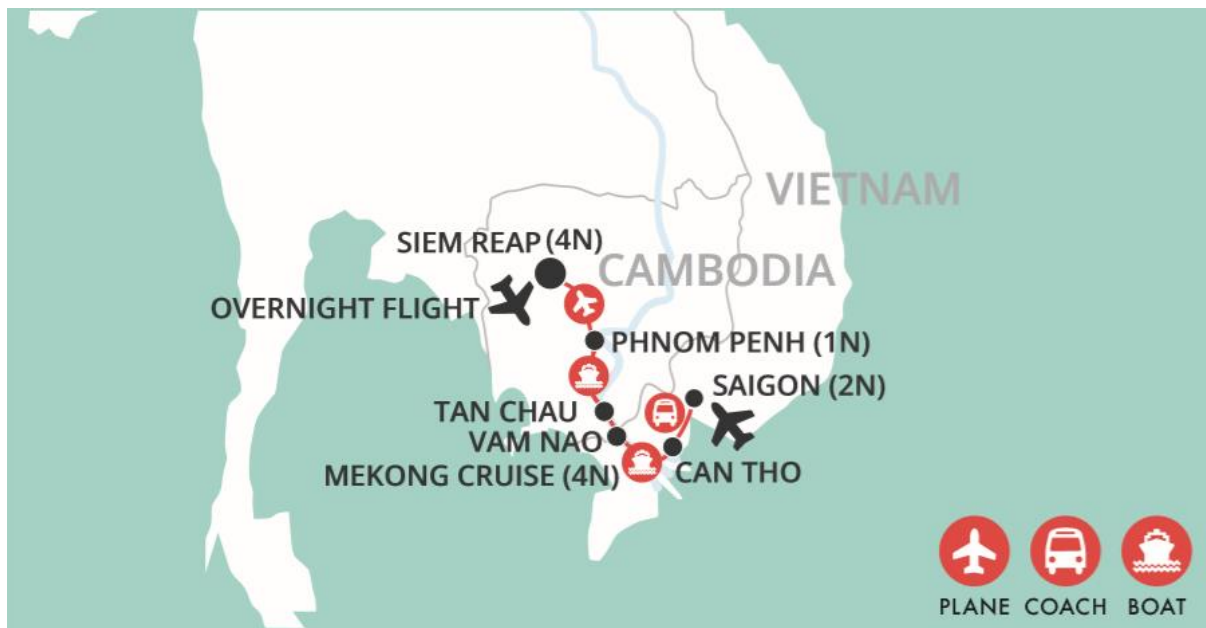 VIETNAM
SIEM REAP (4N)
CAMBODIA
OVERNIGHT FLIGHT
PHNOM PENH (1N)
SAIGON (2N)
TAN CHAU
VAM NAO
MEKONG CRUISE (4N)
CAN THO
PLANE COACH BOAT